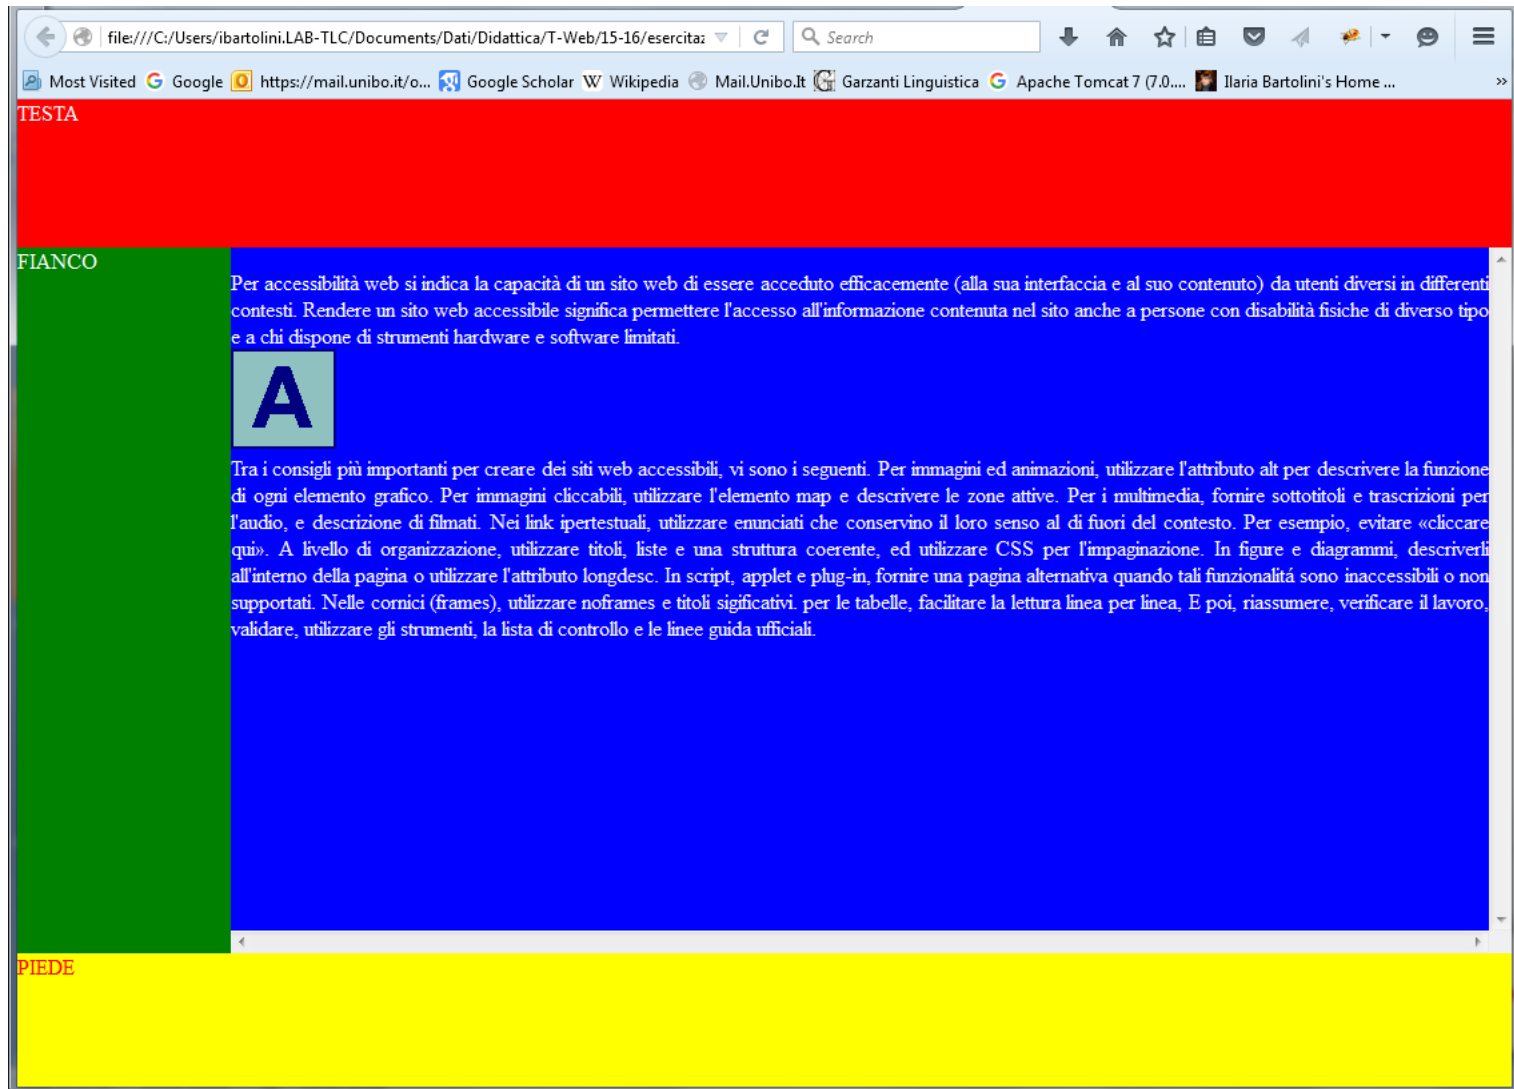 file:///C:/Users/ibartolini.LAB-TLC/Documents/Dati/Didattica/T-Web/15-16/esercitaz
Search
Most Visited Google https://mail.unibo.it/o... Google Scholar W Wikipedia Mail.Unibo.It Garzanti Linguistica Apache Tomcat 7 (7.0.... Ilaria Bartolini's Home ... »
TESTA
FIANCO
Per accessibilità web si indica la capacità di un sito web di essere acceduto efficacemente (alla sua interfaccia e al suo contenuto) da utenti diversi in differenti
contesti. Rendere un sito web accessibile significa permettere l'accesso all'informazione contenuta nel sito anche a persone con disabilità fisiche di diverso tipo
e a chi dispone di strumenti hardware e software limitati.
A
Tra i consigli più importanti per creare dei siti web accessibili, vi sono i seguenti. Per immagini ed animazioni, utilizzare l'attributo alt per descrivere la funzione
di ogni elemento grafico. Per immagini cliccabili, utilizzare l'elemento map e descrivere le zone attive. Per i multimedia, fornire sottotitoli e trascrizioni per
l'audio, e descrizione di filmati. Nei link ipertestuali, utilizzare enunciati che conservino il loro senso al di fuori del contesto. Per esempio, evitare «cliccare
qui». A livello di organizzazione, utilizzare titoli, liste e una struttura coerente, ed utilizzare CSS per l'impaginazione. In figure e diagrammi, descriverli
all'interno della pagina o utilizzare l'attributo longdesc. In script, applet e plug-in, fornire una pagina alternativa quando tali funzionalitá sono inaccessibili o non
supportati. Nelle cornici (frames), utilizzare noframes e titoli sigificativi. per le tabelle, facilitare la lettura linea per linea, E poi, riassumere, verificare il lavoro,
validare, utilizzare gli strumenti, la lista di controllo e le linee guida ufficiali.
PIEDE